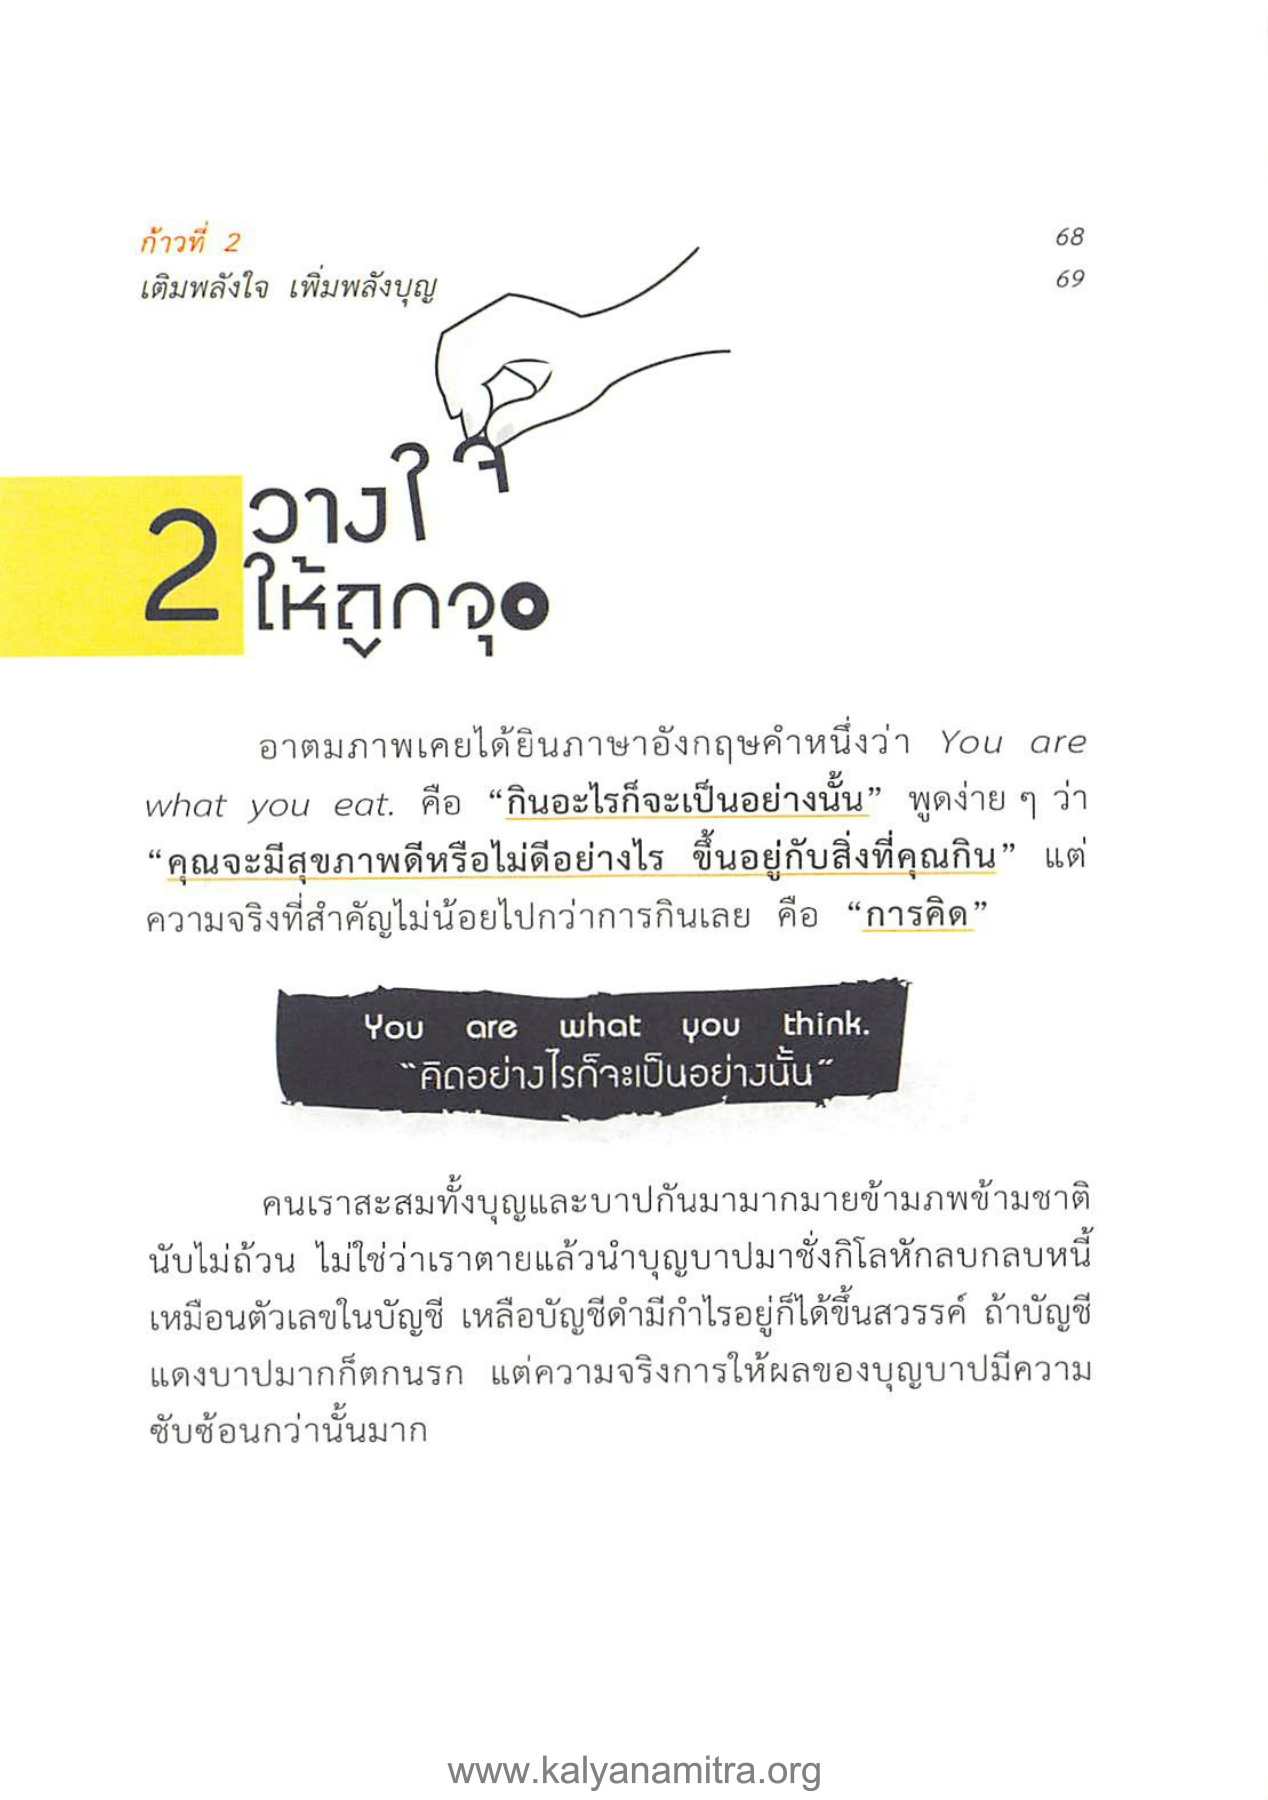 ก้าวที่ 2
เติมพลังใจ เพิ่มพลังบุญ
68
69
2
วางใจ
ให้ถูกจุด
อาตมภาพเคยได้ยินภาษาอังกฤษคำหนึ่งว่า You are
what you eat. คือ “กินอะไรก็จะเป็นอย่างนั้น” พูดง่าย ๆ ว่า
“คุณจะมีสุขภาพดีหรือไม่ดีอย่างไร ขึ้นอยู่กับสิ่งที่คุณกิน” แต่
ความจริงที่สำคัญไม่น้อยไปกว่าการกินเลย คือ “การคิด”
You are what you think.
“คิดอย่างไรก็จะเป็นอย่างนั้น”
คนเราสะสมทั้งบุญและบาปกันมามากมายข้ามภพข้ามชาติ
นับไม่ถ้วน ไม่ใช่ว่าเราตายแล้วนำบุญบาปมาชั่งกิโลหักลบกลบหนี้
เหมือนตัวเลขในบัญชี เหลือบัญชีดำมีกำไรอยู่ก็ได้ขึ้นสวรรค์ ถ้าบัญชี
แดงบาปมากก็ตกนรก แต่ความจริงการให้ผลของบุญบาปมีความ
ซับซ้อนกว่านั้นมาก
www.kalyanamitra.org